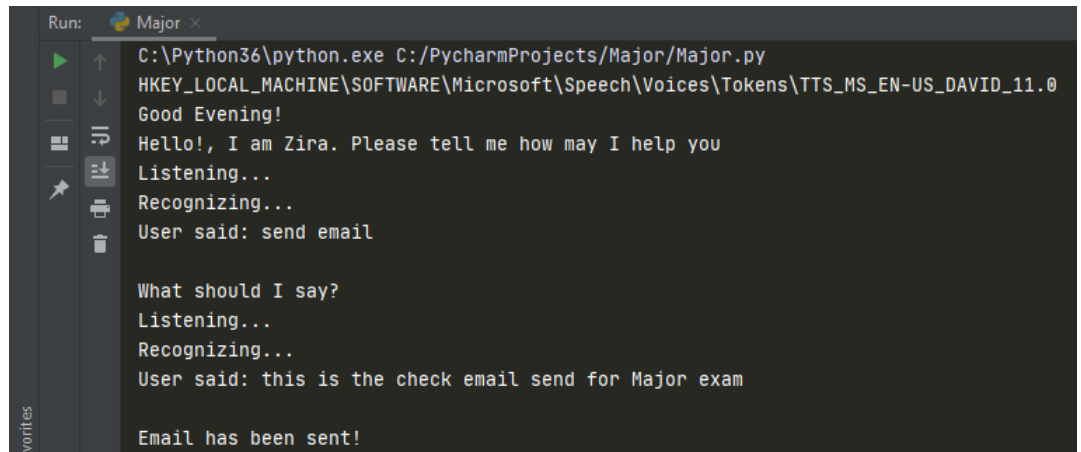 Run: Major
C:\Python36\python.exe C:/PycharmProjects/Major/Major.py
HKEY_LOCAL_MACHINE\SOFTWARE\Microsoft\Speech\Voices\Tokens\TTS_MS_EN-US_DAVID_11.0
Good Evening!
Hello!, I am Zira. Please tell me how may I help you
Listening...
Recognizing...
User said: send email
What should I say?
Listening...
Recognizing...
User said: this is the check email send for Major exam
Email has been sent!
vorites